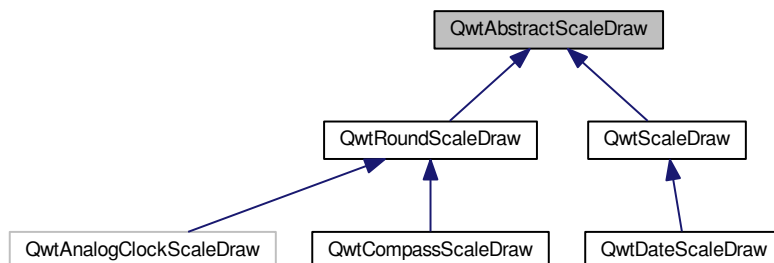 QwtAbstractScaleDraw
QwtRoundScaleDraw
QwtScaleDraw
QwtAnalogClockScaleDraw
QwtCompassScaleDraw
QwtDateScaleDraw